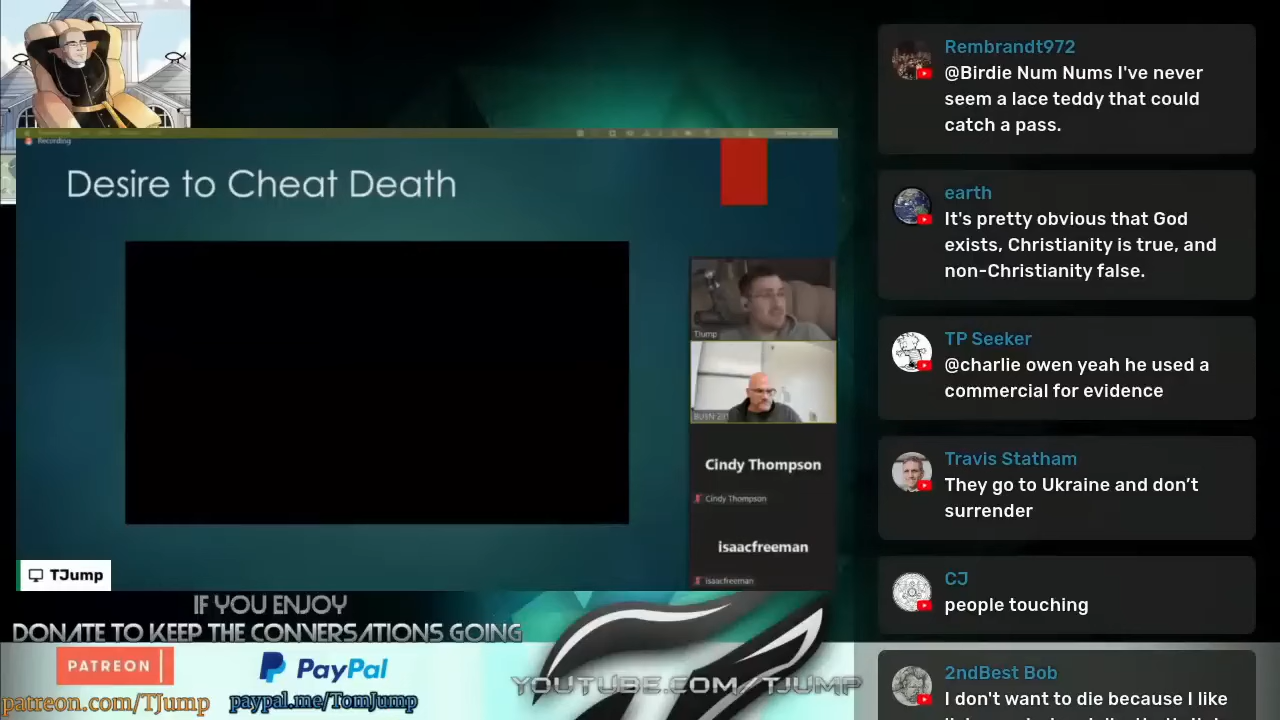 Recording
Desire to Cheat Death
TJump
Cindy Thompson
Cindy Thompson
isaacfreeman
isaacfreeman
TJump
IF YOU ENJOY
DONATE TO KEEP THE CONVERSATIONS GOING
PATREON
PayPal
patreon.com/TJump
paypal.me/TomJump
YOUTUBE.COM/TJUMP
Rembrandt972
@Birdie Num Nums I've never
seem a lace teddy that could
catch a pass.
earth
It's pretty obvious that God
exists, Christianity is true, and
non-Christianity false.
TP Seeker
@charlie owen yeah he used a
commercial for evidence
Travis Statham
They go to Ukraine and don’t
surrender
CJ
people touching
2ndBest Bob
I don't want to die because I like